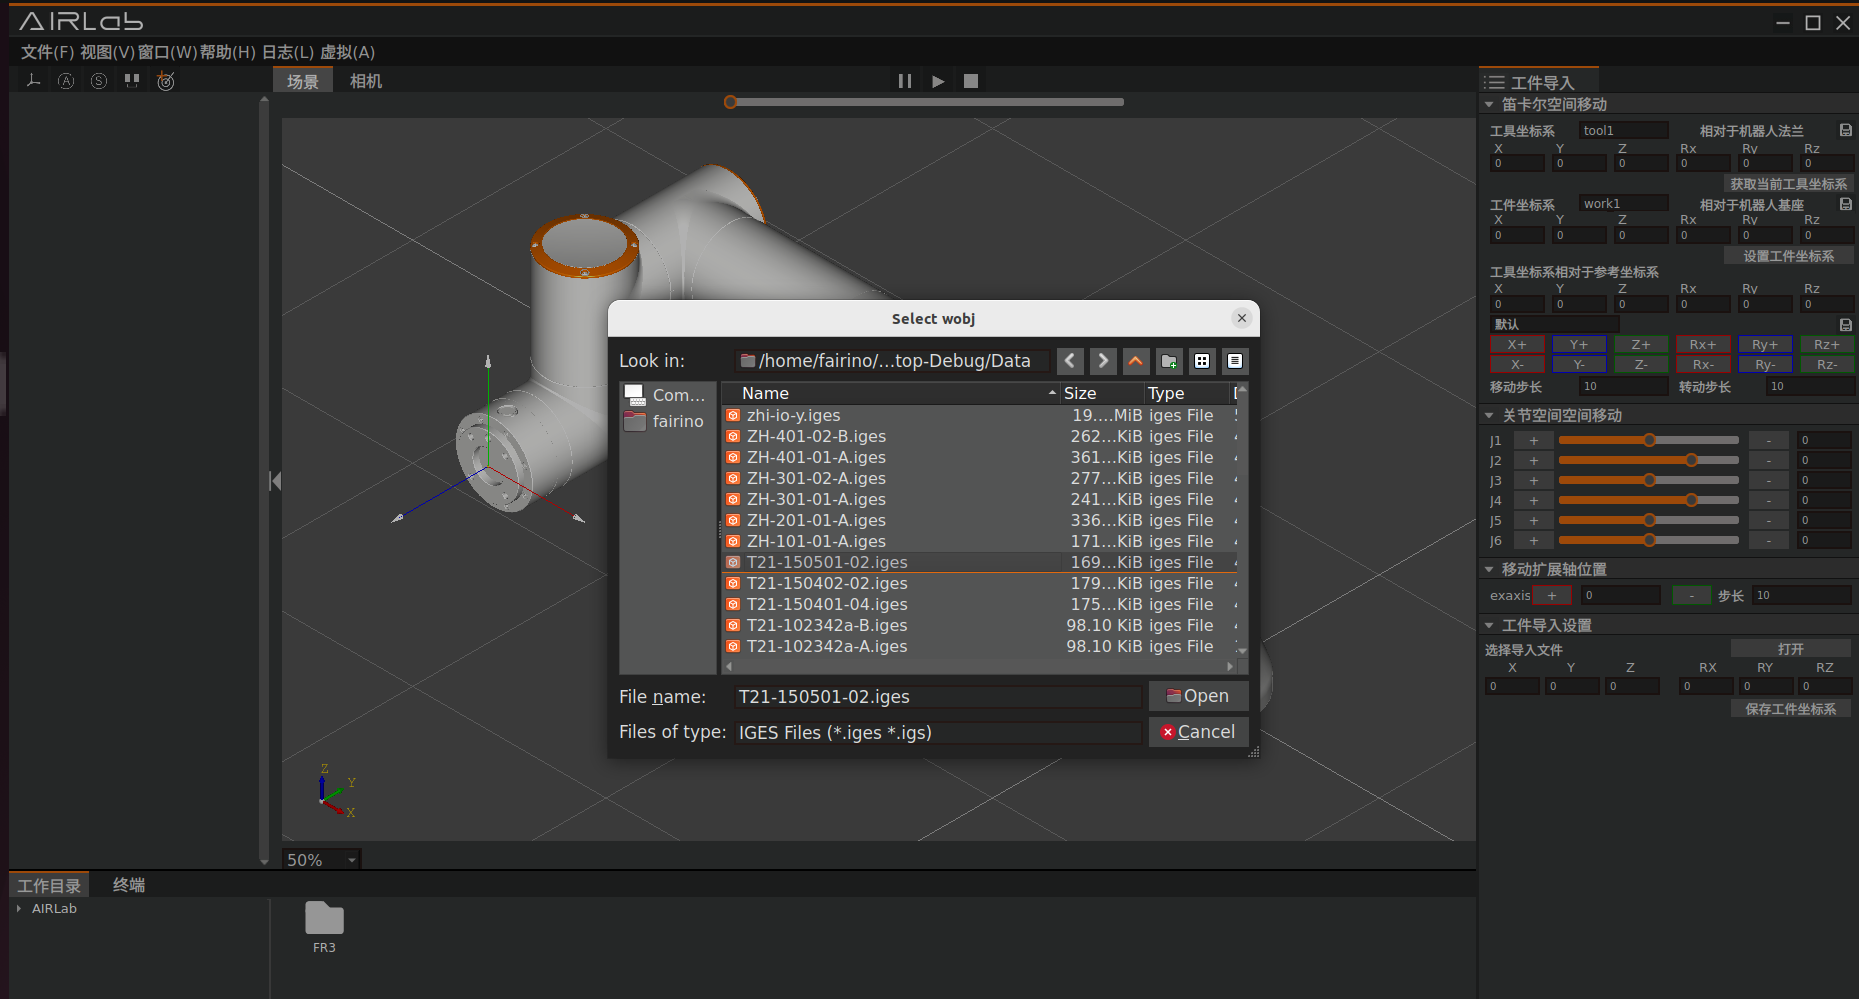 AIRLab
文件(F) 视图(V) 窗口(W) 帮助(H) 日志(L) 虚拟(A)
场景 相机
工件导入
笛卡尔空间移动
工具坐标系 tool1 相对于机器人法兰
X Y Z Rx Ry Rz
0 0 0 0 0 0
获取当前工具坐标系
工件坐标系 work1 相对于机器人基座
X Y Z Rx Ry Rz
0 0 0 0 0 0
设置工件坐标系
工具坐标系相对于参考坐标系
X Y Z Rx Ry Rz
0 0 0 0 0 0
默认
X+ Y+ Z+ Rx+ Ry+ Rz+
X- Y- Z- Rx- Ry- Rz-
移动步长 10 转动步长 10
关节空间空间移动
J1 + - 0
J2 + - 0
J3 + - 0
J4 + - 0
J5 + - 0
J6 + - 0
移动扩展轴位置
exaxis + 0 - 步长 10
工件导入设置
选择导入文件 打开
X Y Z RX RY RZ
0 0 0 0 0 0
保存工件坐标系
Select wobj
Look in: /home/fairino/...top-Debug/Data
Com...
fairino
Name Size Type
zhi-io-y.iges 19....MiB iges File
ZH-401-02-B.iges 262...KiB iges File
ZH-401-01-A.iges 361...KiB iges File
ZH-301-02-A.iges 277...KiB iges File
ZH-301-01-A.iges 241...KiB iges File
ZH-201-01-A.iges 336...KiB iges File
ZH-101-01-A.iges 171...KiB iges File
T21-150501-02.iges 169...KiB iges File
T21-150402-02.iges 179...KiB iges File
T21-150401-04.iges 175...KiB iges File
T21-102342a-B.iges 98.10 KiB iges File
T21-102342a-A.iges 98.10 KiB iges File
File name: T21-150501-02.iges Open
Files of type: IGES Files (*.iges *.igs) Cancel
Z
Y
X
50%
工作目录 终端
AIRLab
FR3